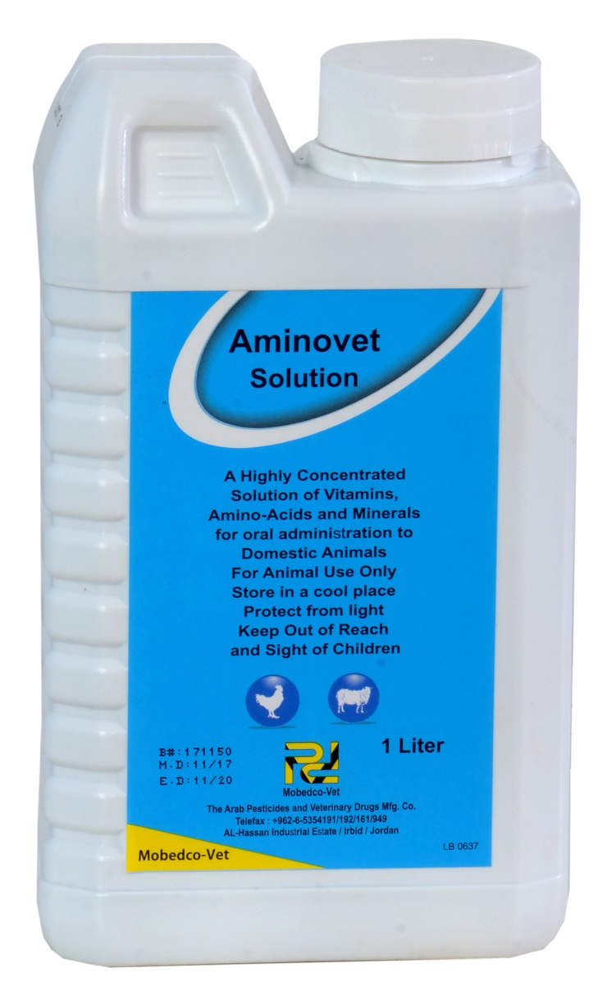 Aminovet
Solution
A Highly Concentrated
Solution of Vitamins,
Amino-Acids and Minerals
for oral administration to
Domestic Animals
For Animal Use Only
Store in a cool place
Protect from light
Keep Out of Reach
and Sight of Children
B#:171150
M.D:11/17
E.D:11/20
1 Liter
Mobedco-Vet
The Arab Pesticides and Veterinary Drugs Mfg. Co.
Telefax : +962-6-5354191/192/161/949
AL-Hassan Industrial Estate / Irbid / Jordan
LB 0637
Mobedco-Vet